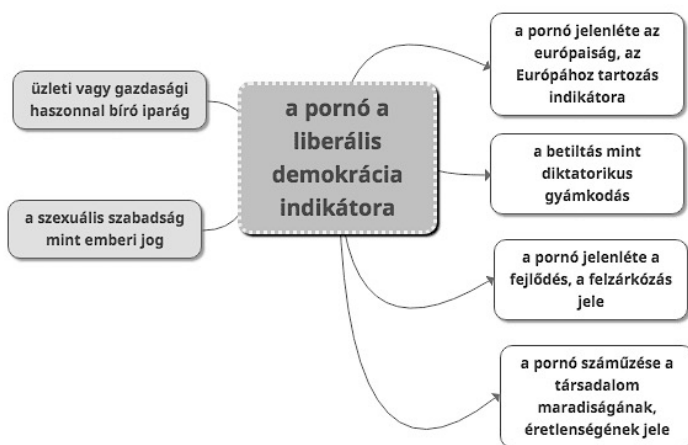 üzleti vagy gazdasági
haszonnal bíró iparág
a szexuális szabadság
mint emberi jog
a pornó a
liberális
demokrácia
indikátora
a pornó jelenléte az
európaiság, az
Európához tartozás
indikátora
a betiltás mint
diktatorikus
gyámkodás
a pornó jelenléte a
fejlődés, a felzárkózás
jele
a pornó száműzése a
társadalom
maradiságának,
éretlenségének jele